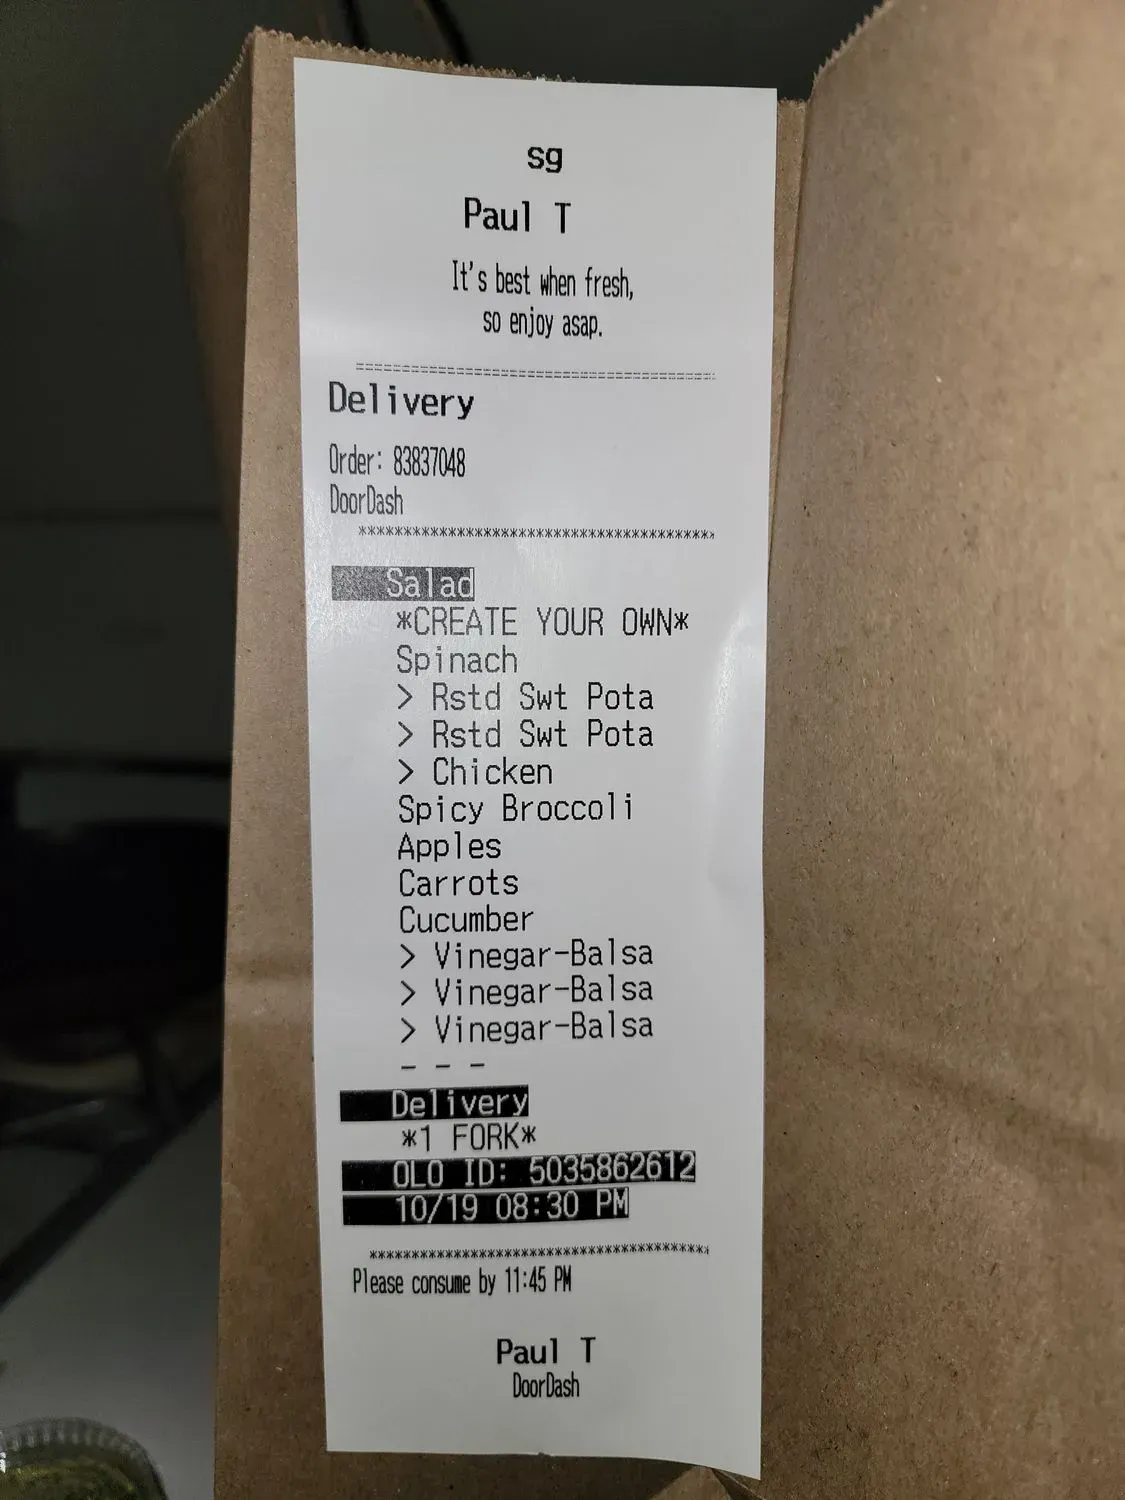 sg
Paul T
It's best when fresh,
so enjoy asap.
========================================
Delivery
Order: 83837048
DoorDash
****************************************
Salad
*CREATE YOUR OWN*
Spinach
> Rstd Swt Pota
> Rstd Swt Pota
> Chicken
Spicy Broccoli
Apples
Carrots
Cucumber
> Vinegar-Balsa
> Vinegar-Balsa
> Vinegar-Balsa
- - -
Delivery
*1 FORK*
OLO ID: 5035862612
10/19 08:30 PM
****************************************
Please consume by 11:45 PM
Paul T
DoorDash